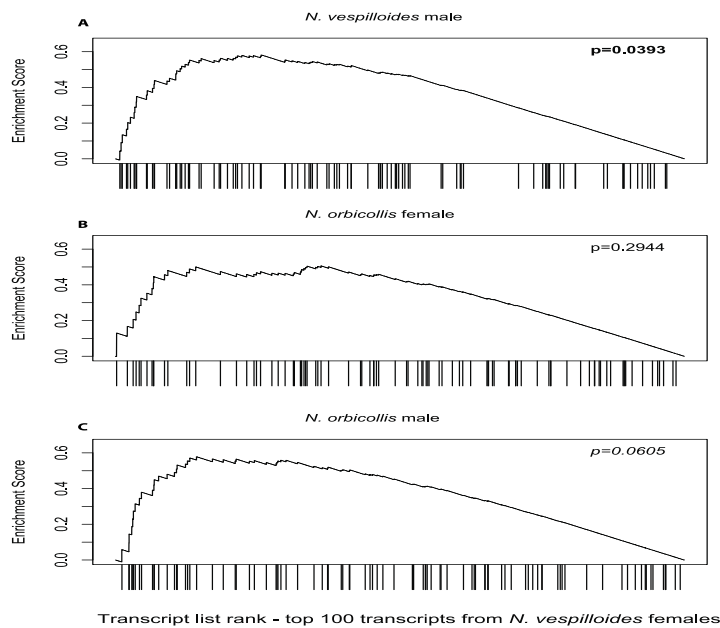 A
N. vespilloides male
p=0.0393
Enrichment Score
0.0
0.2
0.4
0.6
B
N. orbicollis female
p=0.2944
Enrichment Score
0.0
0.2
0.4
0.6
C
N. orbicollis male
p=0.0605
Enrichment Score
0.0
0.2
0.4
0.6
Transcript list rank - top 100 transcripts from N. vespilloides females